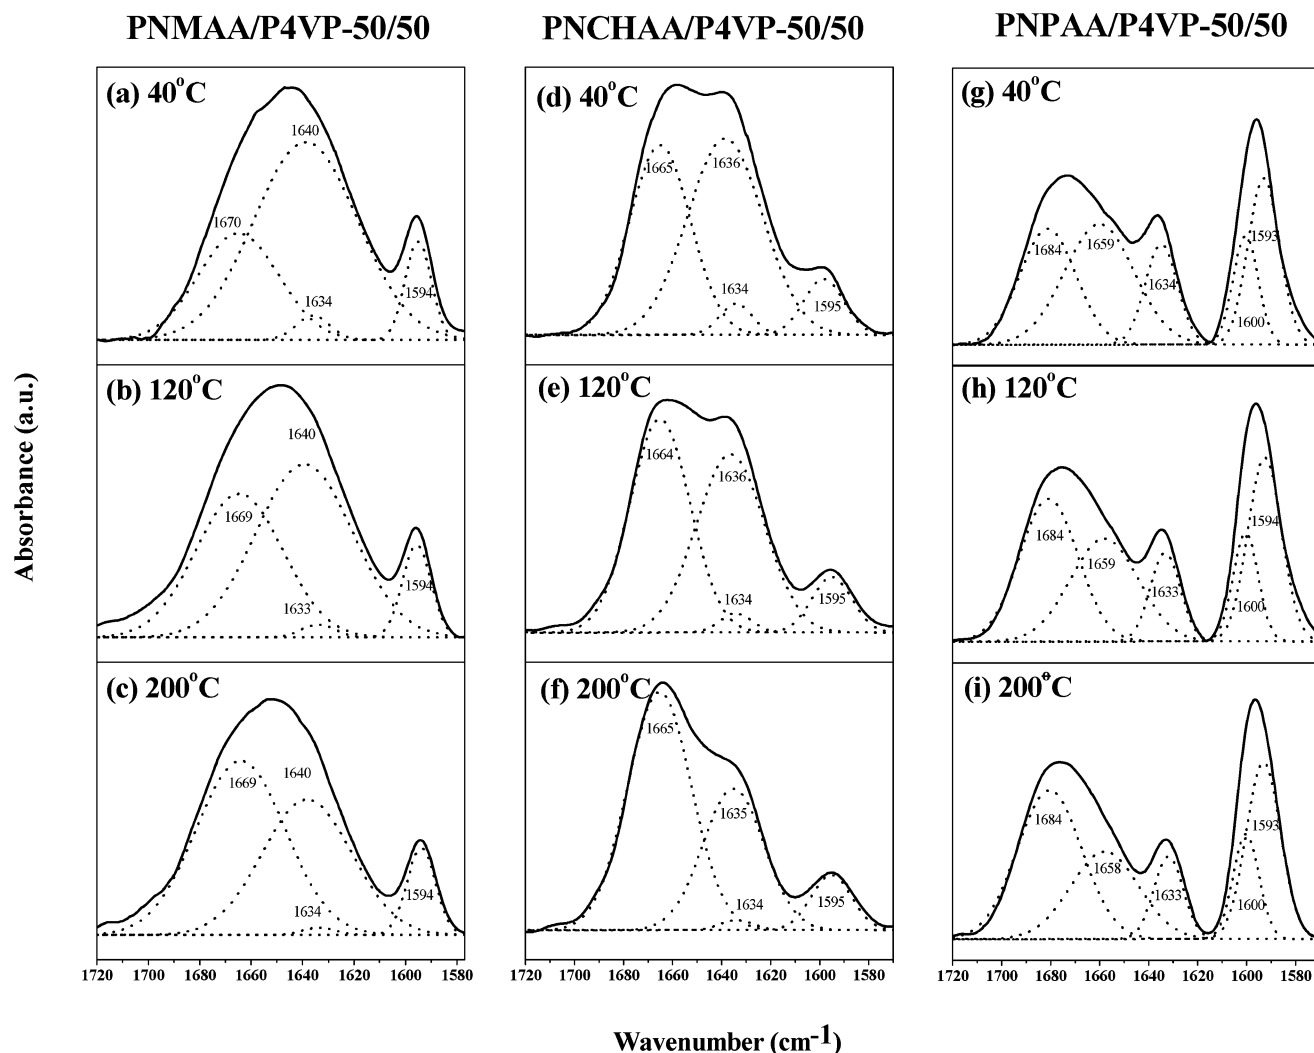 PNMAA/P4VP-50/50
PNCHAA/P4VP-50/50
PNPAA/P4VP-50/50
(a) 40°C
1640
1670
1634
1594
(d) 40°C
1665
1636
1634
1595
(g) 40°C
1684
1659
1634
1593
1600
(b) 120°C
1640
1669
1633
1594
(e) 120°C
1664
1636
1634
1595
(h) 120°C
1684
1659
1633
1594
1600
(c) 200°C
1669
1640
1634
1594
(f) 200°C
1665
1635
1634
1595
(i) 200°C
1684
1658
1633
1593
1600
1720 1700 1680 1660 1640 1620 1600 1580
1720 1700 1680 1660 1640 1620 1600
1720 1700 1680 1660 1640 1620 1600 1580
Absorbance (a.u.)
Wavenumber (cm-1)